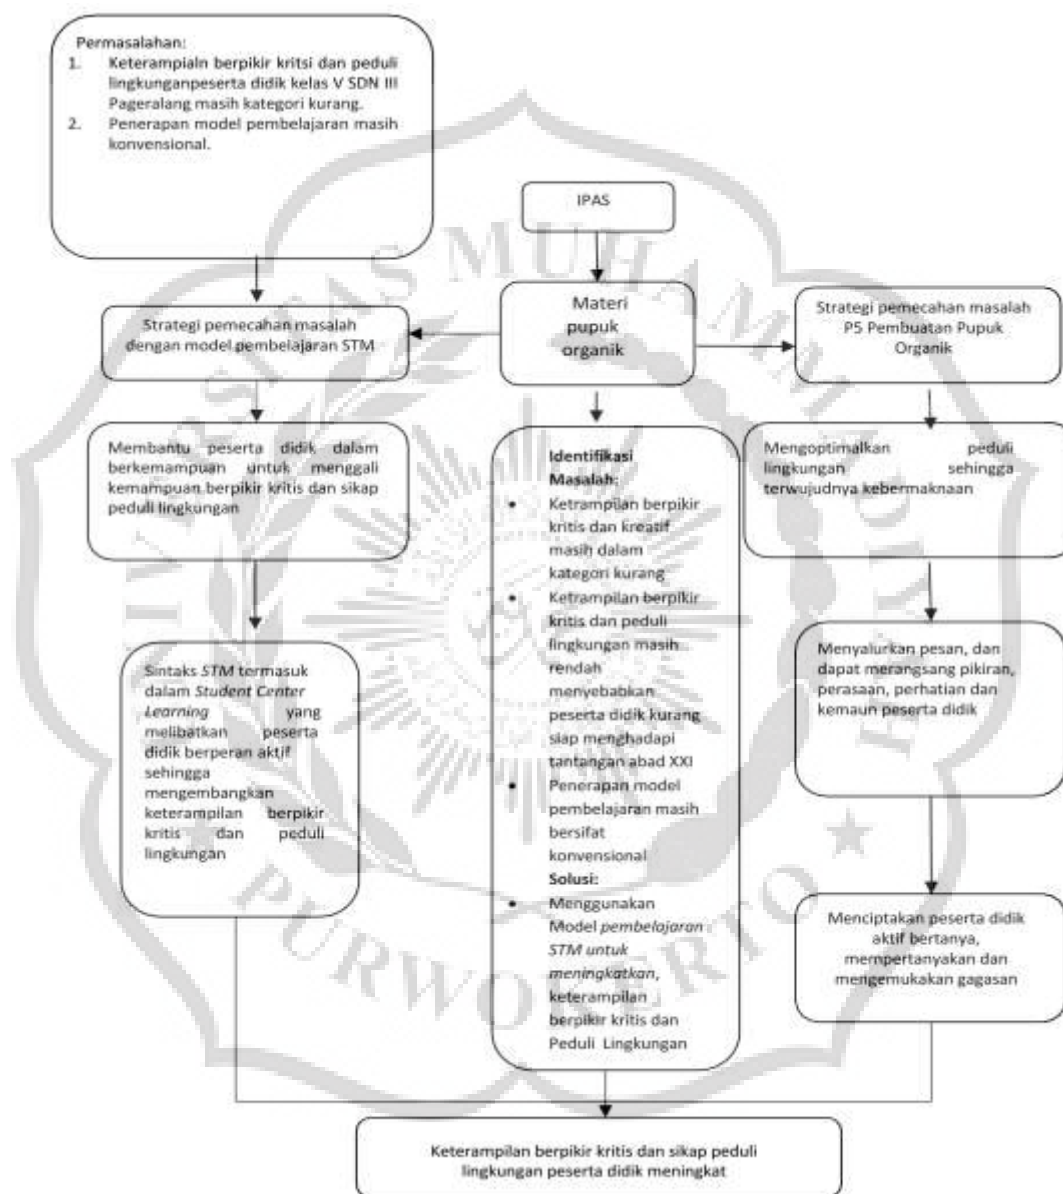 Permasalahan:
1. Keterampialn berpikir kritsi dan peduli
lingkunganpeserta didik kelas V SDN III
Pageralang masih kategori kurang.
2. Penerapan model pembelajaran masih
konvensional.
IPAS
Materi
pupuk
organik
Strategi pemecahan masalah
dengan model pembelajaran STM
Strategi pemecahan masalah
P5 Pembuatan Pupuk
Organik
Membantu peserta didik dalam
berkemampuan untuk menggali
kemampuan berpikir kritis dan sikap
peduli lingkungan
Identifikasi
Masalah:
• Ketrampilan berpikir
kritis dan kreatif
masih dalam
kategori kurang
• Ketrampilan berpikir
kritis dan peduli
lingkungan masih
rendah
menyebabkan
peserta didik kurang
siap menghadapi
tantangan abad XXI
• Penerapan model
pembelajaran masih
bersifat
konvensional
Solusi:
• Menggunakan
Model pembelajaran
STM untuk
meningkatkan,
keterampilan
berpikir kritis dan
Peduli Lingkungan
Mengoptimalkan peduli
lingkungan sehingga
terwujudnya kebermaknaan
Sintaks STM termasuk
dalam Student Center
Learning yang
melibatkan peserta
didik berperan aktif
sehingga
mengembangkan
keterampilan berpikir
kritis dan peduli
lingkungan
Menyalurkan pesan, dan
dapat merangsang pikiran,
perasaan, perhatian dan
kemaun peserta didik
Menciptakan peserta didik
aktif bertanya,
mempertanyakan dan
mengemukakan gagasan
Keterampilan berpikir kritis dan sikap peduli
lingkungan peserta didik meningkat
UNIVERSITAS MUHAMMADIYAH
PURWOKERTO